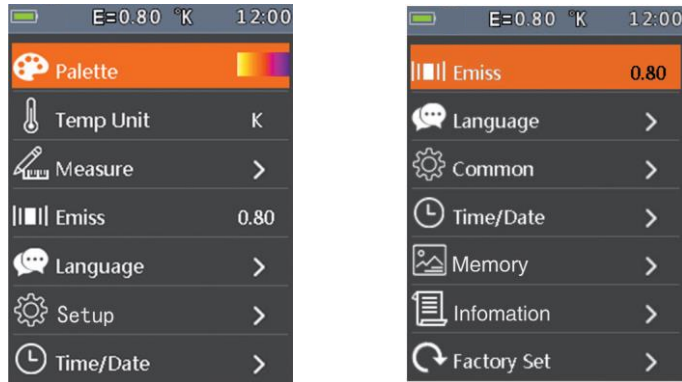 E=0.80 °K 12:00
Palette
Temp Unit K
Measure >
Emiss 0.80
Language >
Setup >
Time/Date >
E=0.80 °K 12:00
Emiss 0.80
Language >
Common >
Time/Date >
Memory >
Infomation >
Factory Set >